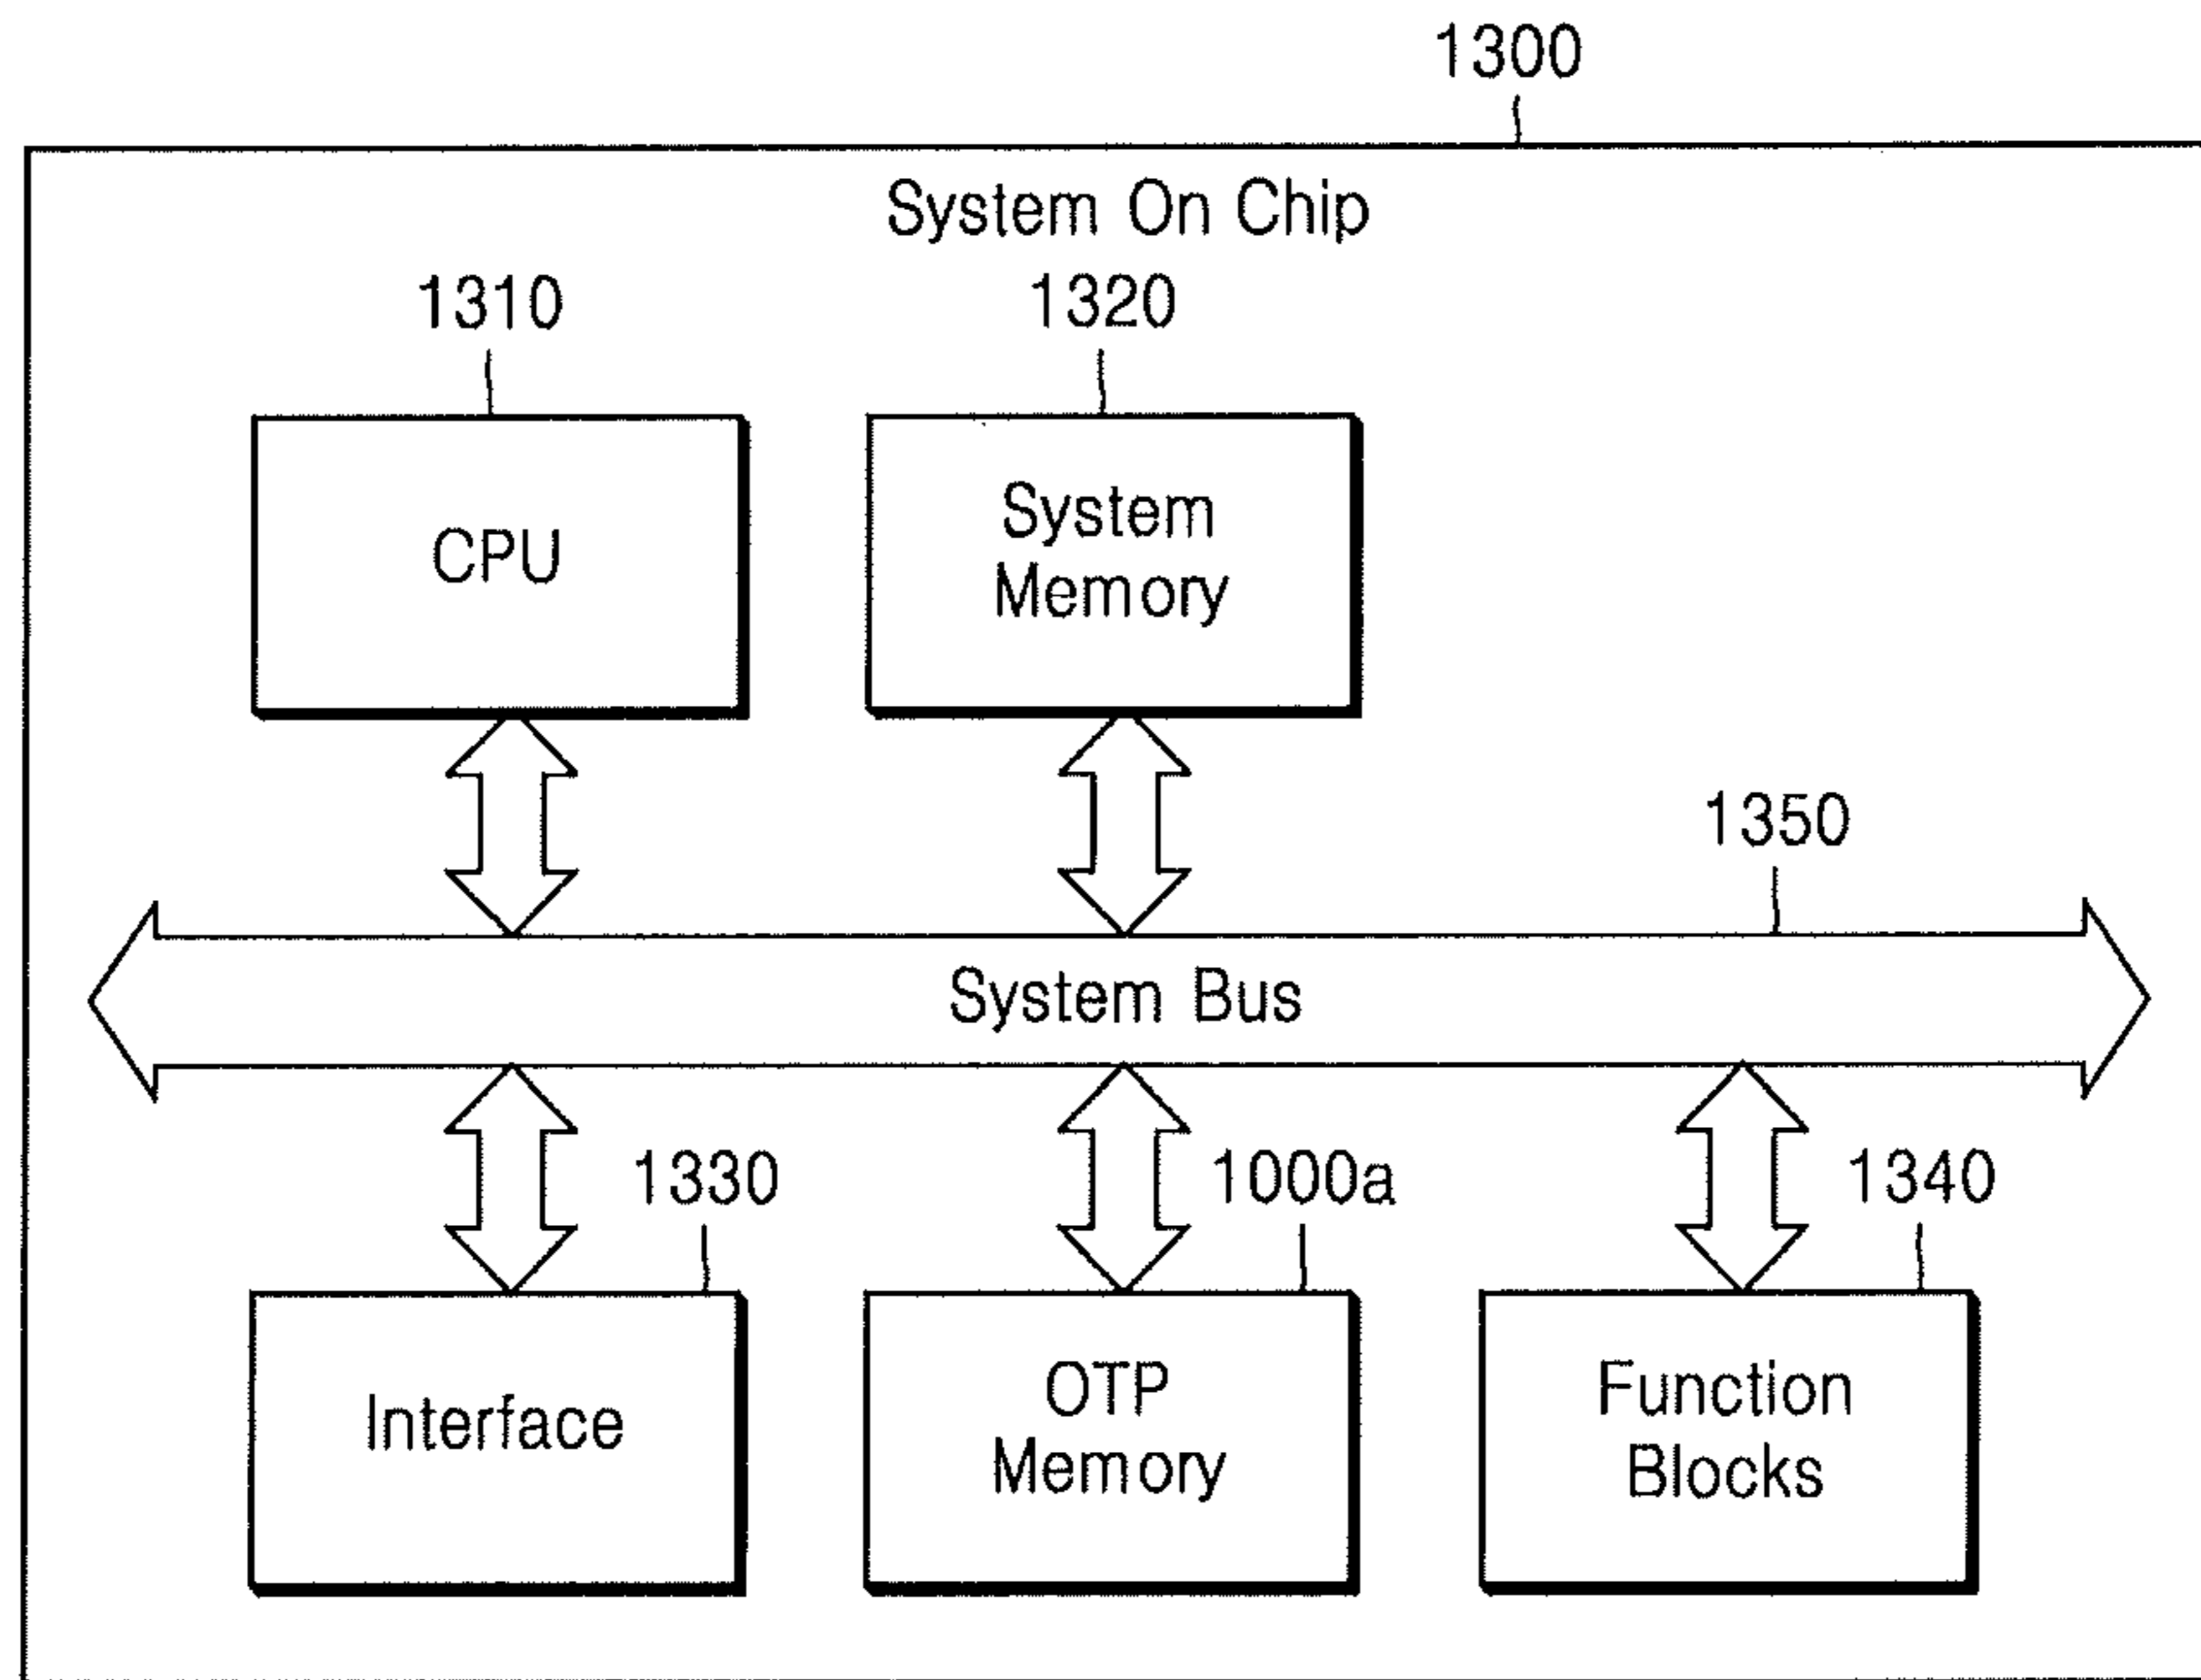 1300
System On Chip
1310
1320
CPU
System
Memory
1350
System Bus
1330
1000a
1340
Interface
OTP
Memory
Function
Blocks